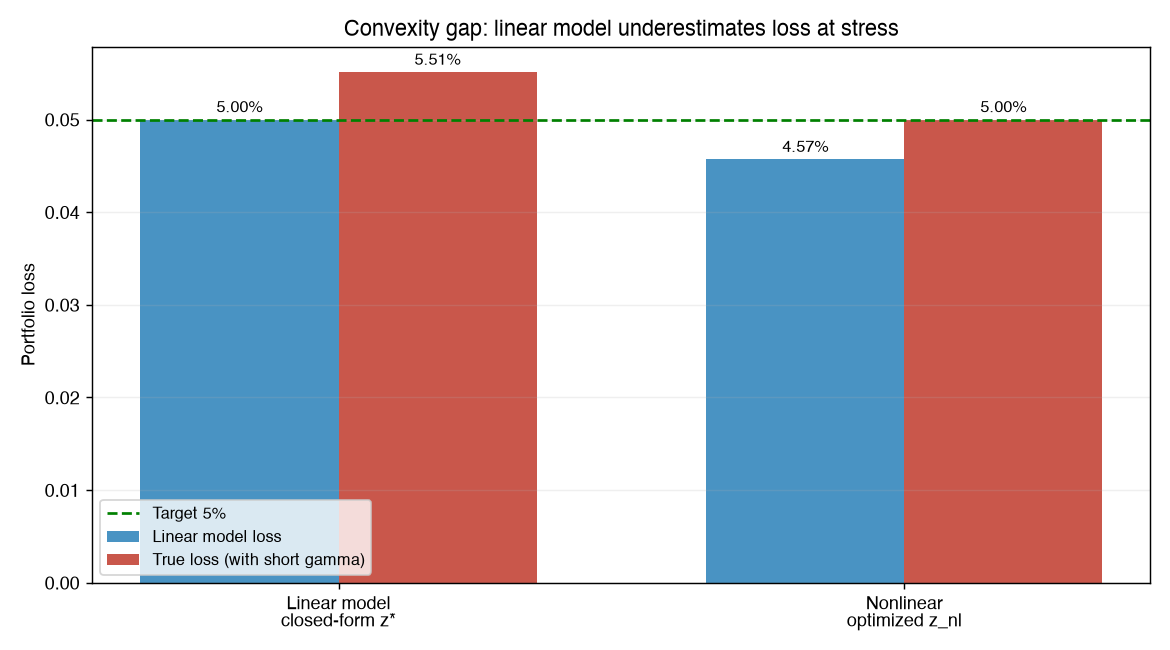 Convexity gap: linear model underestimates loss at stress
Portfolio loss
0.05
0.04
0.03
0.02
0.01
0.00
5.00%
5.51%
4.57%
5.00%
Target 5%
Linear model loss
True loss (with short gamma)
Linear model
closed-form z*
Nonlinear
optimized z_nl